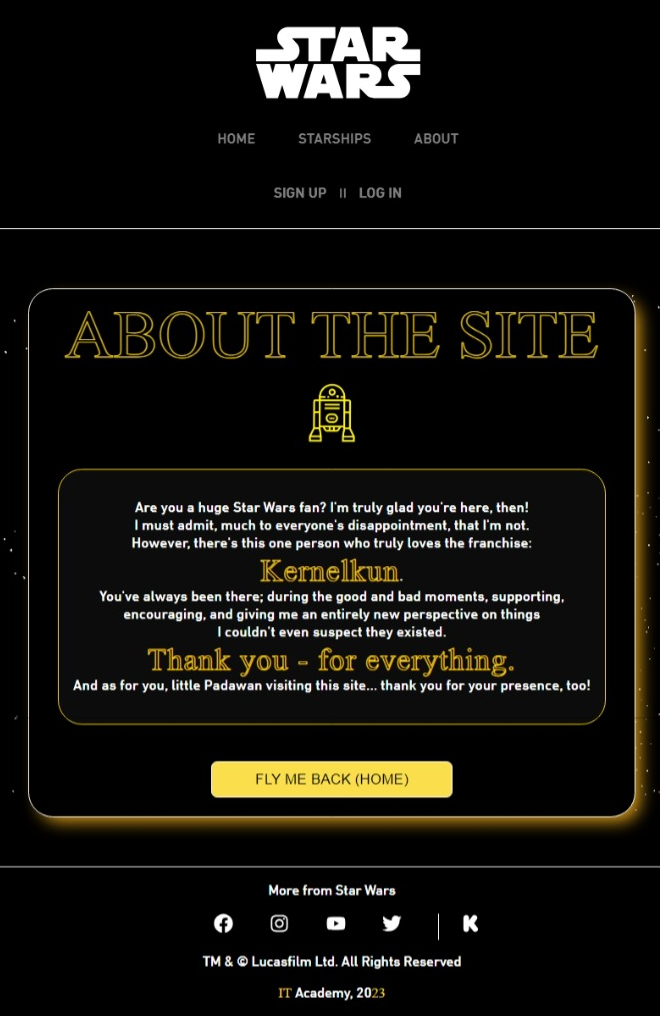 STAR
WARS
HOME STARSHIPS ABOUT
SIGN UP || LOG IN
ABOUT THE SITE
Are you a huge Star Wars fan? I'm truly glad you're here, then!
I must admit, much to everyone's disappointment, that I'm not.
However, there's this one person who truly loves the franchise:
Kernelkun.
You've always been there; during the good and bad moments, supporting,
encouraging, and giving me an entirely new perspective on things
I couldn't even suspect they existed.
Thank you - for everything.
And as for you, little Padawan visiting this site... thank you for your presence, too!
FLY ME BACK (HOME)
More from Star Wars
K
TM & © Lucasfilm Ltd. All Rights Reserved
IT Academy, 2023